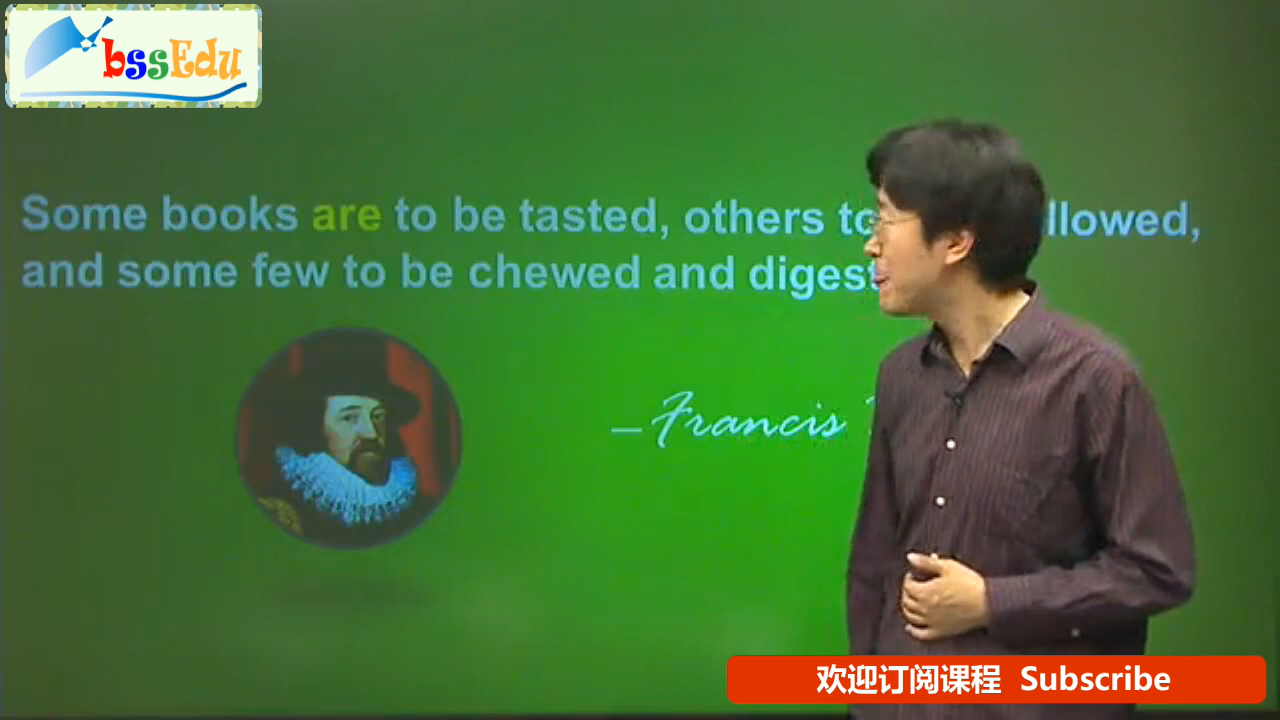 bssEdu
Some books are to be tasted, others to llowed,
and some few to be chewed and digest
—Francis
欢迎订阅课程 Subscribe